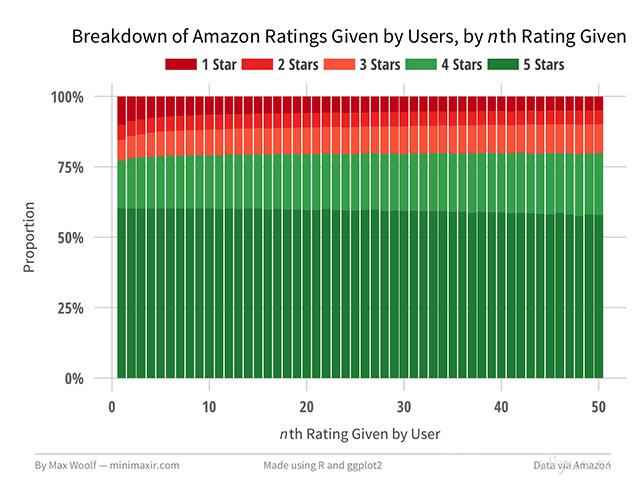 Breakdown of Amazon Ratings Given by Users, by nth Rating Given
1 Star 2 Stars 3 Stars 4 Stars 5 Stars
100%
75%
50%
25%
0%
Proportion
0 10 20 30 40 50
nth Rating Given by User
By Max Woolf — minimaxir.com Made using R and ggplot2 Data via Amazon